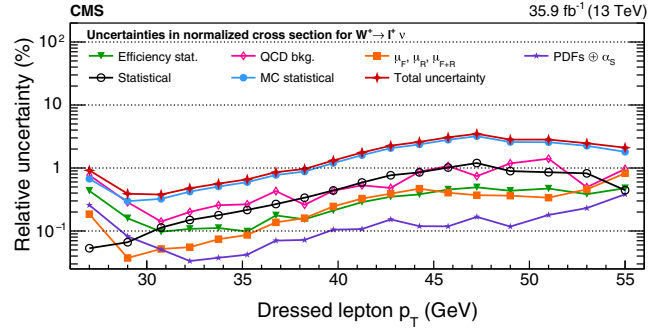 CMS 35.9 fb⁻¹ (13 TeV)
Uncertainties in normalized cross section for W⁺→ l⁺ ν
Efficiency stat. QCD bkg. μF, μR, μF+R PDFs ⊕ αS
Statistical MC statistical Total uncertainty
Relative uncertainty (%)
10²
10
1
10⁻¹
30 35 40 45 50 55
Dressed lepton pT (GeV)